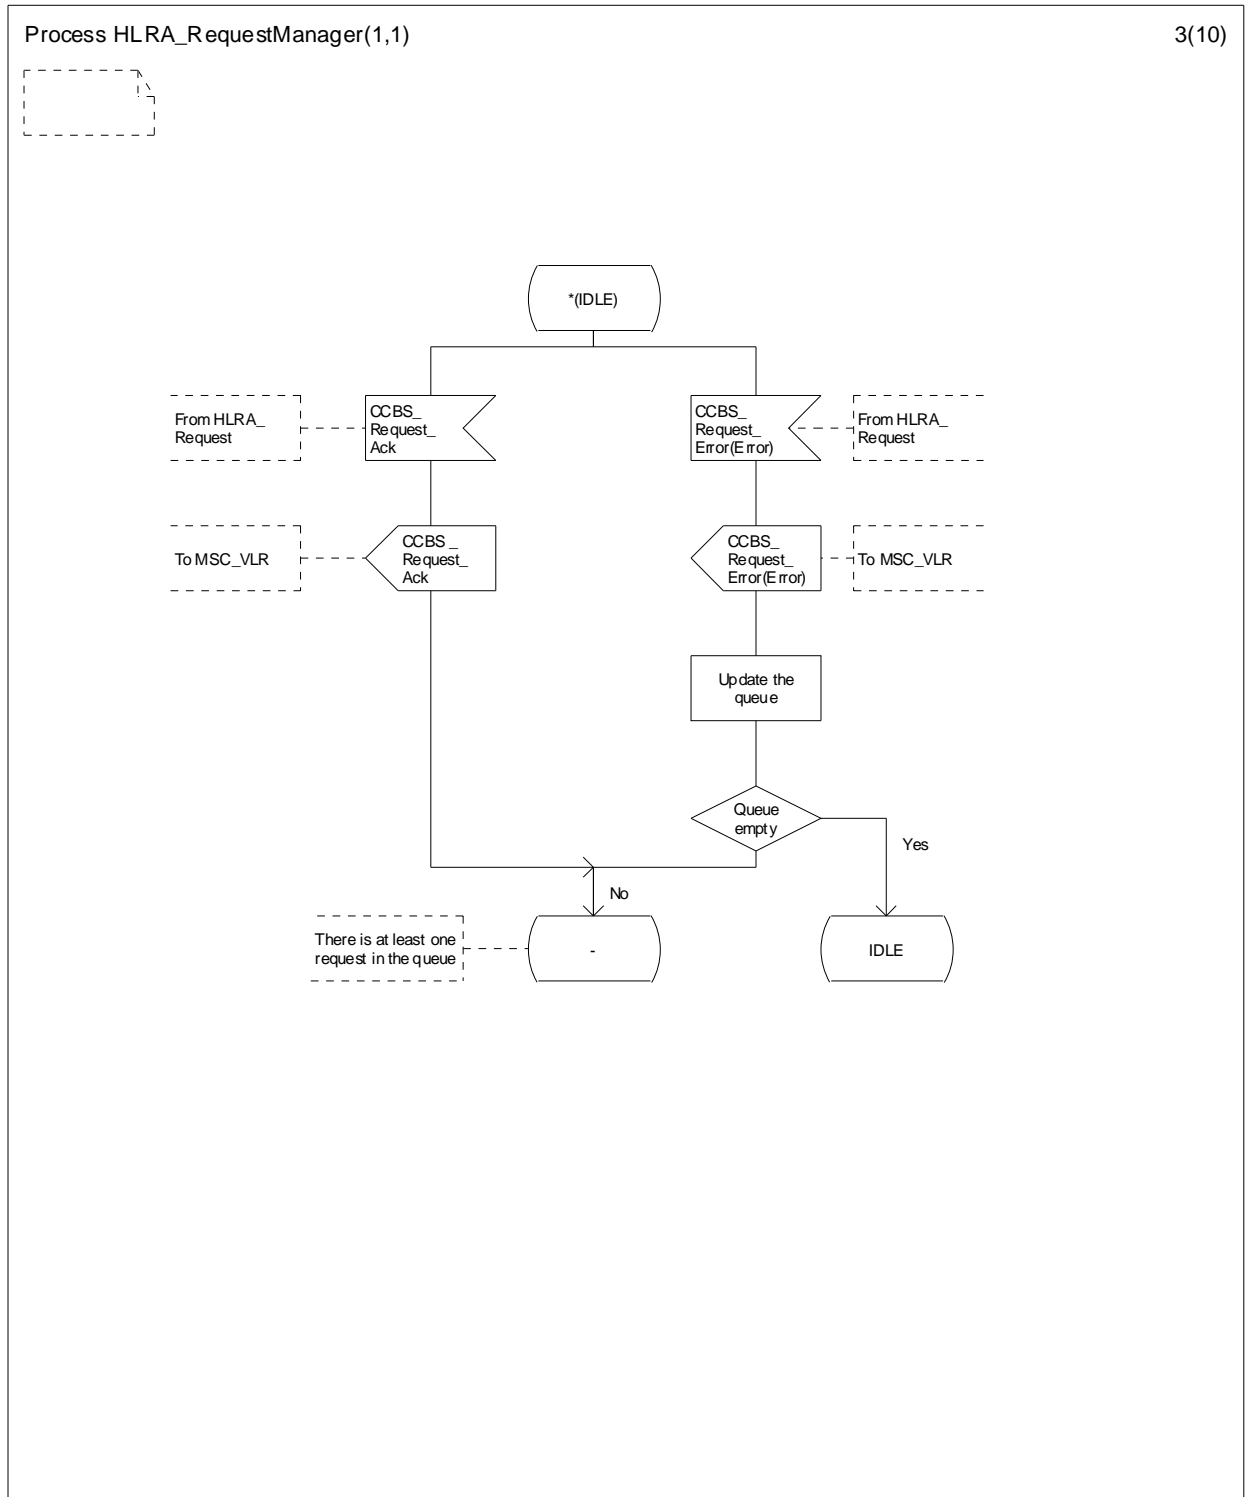 Process HLRA_RequestManager(1,1)
3(10)
*(IDLE)
From HLRA_
Request
CCBS_
Request_
Ack
CCBS_
Request_
Error(Error)
From HLRA_
Request
To MSC_VLR
CCBS_
Request_
Ack
CCBS_
Request_
Error(Error)
To MSC_VLR
Update the
queue
Queue
empty
Yes
No
There is at least one
request in the queue
-
IDLE